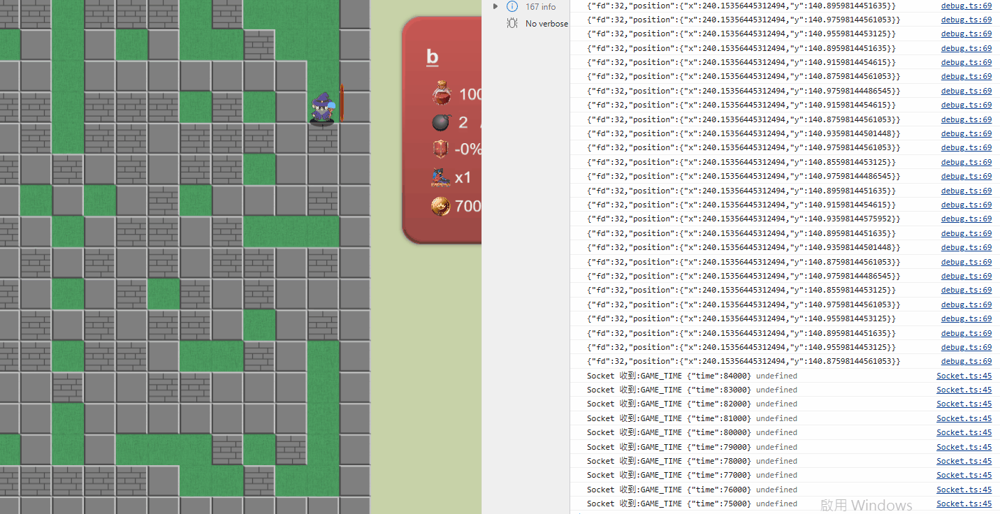 b
100
2
-0%
x1
700
167 info
No verbose
{"fd":32,"position":{"x":240.15356445312494,"y":140.8959814451635}} debug.ts:69
{"fd":32,"position":{"x":240.15356445312494,"y":140.97598144561053}} debug.ts:69
{"fd":32,"position":{"x":240.15356445312494,"y":140.9559814453125}} debug.ts:69
{"fd":32,"position":{"x":240.15356445312494,"y":140.8959814451635}} debug.ts:69
{"fd":32,"position":{"x":240.15356445312494,"y":140.9159814454615}} debug.ts:69
{"fd":32,"position":{"x":240.15356445312494,"y":140.87598144561053}} debug.ts:69
{"fd":32,"position":{"x":240.15356445312494,"y":140.97598144486545}} debug.ts:69
{"fd":32,"position":{"x":240.15356445312494,"y":140.9159814454615}} debug.ts:69
{"fd":32,"position":{"x":240.15356445312494,"y":140.87598144561053}} debug.ts:69
{"fd":32,"position":{"x":240.15356445312494,"y":140.93598144501448}} debug.ts:69
{"fd":32,"position":{"x":240.15356445312494,"y":140.97598144561053}} debug.ts:69
{"fd":32,"position":{"x":240.15356445312494,"y":140.8559814453125}} debug.ts:69
{"fd":32,"position":{"x":240.15356445312494,"y":140.97598144486545}} debug.ts:69
{"fd":32,"position":{"x":240.15356445312494,"y":140.8959814451635}} debug.ts:69
{"fd":32,"position":{"x":240.15356445312494,"y":140.9159814454615}} debug.ts:69
{"fd":32,"position":{"x":240.15356445312494,"y":140.93598144575952}} debug.ts:69
{"fd":32,"position":{"x":240.15356445312494,"y":140.8959814451635}} debug.ts:69
{"fd":32,"position":{"x":240.15356445312494,"y":140.93598144501448}} debug.ts:69
{"fd":32,"position":{"x":240.15356445312494,"y":140.87598144561053}} debug.ts:69
{"fd":32,"position":{"x":240.15356445312494,"y":140.97598144486545}} debug.ts:69
{"fd":32,"position":{"x":240.15356445312494,"y":140.8559814453125}} debug.ts:69
{"fd":32,"position":{"x":240.15356445312494,"y":140.97598144561053}} debug.ts:69
{"fd":32,"position":{"x":240.15356445312494,"y":140.9559814453125}} debug.ts:69
{"fd":32,"position":{"x":240.15356445312494,"y":140.8959814451635}} debug.ts:69
{"fd":32,"position":{"x":240.15356445312494,"y":140.9559814453125}} debug.ts:69
{"fd":32,"position":{"x":240.15356445312494,"y":140.87598144561053}} debug.ts:69
Socket 收到:GAME_TIME {"time":84000} undefined Socket.ts:45
Socket 收到:GAME_TIME {"time":83000} undefined Socket.ts:45
Socket 收到:GAME_TIME {"time":82000} undefined Socket.ts:45
Socket 收到:GAME_TIME {"time":81000} undefined Socket.ts:45
Socket 收到:GAME_TIME {"time":80000} undefined Socket.ts:45
Socket 收到:GAME_TIME {"time":79000} undefined Socket.ts:45
Socket 收到:GAME_TIME {"time":78000} undefined Socket.ts:45
Socket 收到:GAME_TIME {"time":77000} undefined Socket.ts:45
Socket 收到:GAME_TIME {"time":76000} undefined Socket.ts:45
Socket 收到:GAME_TIME {"time":75000} undefined Socket.ts:45
啟用 Windows